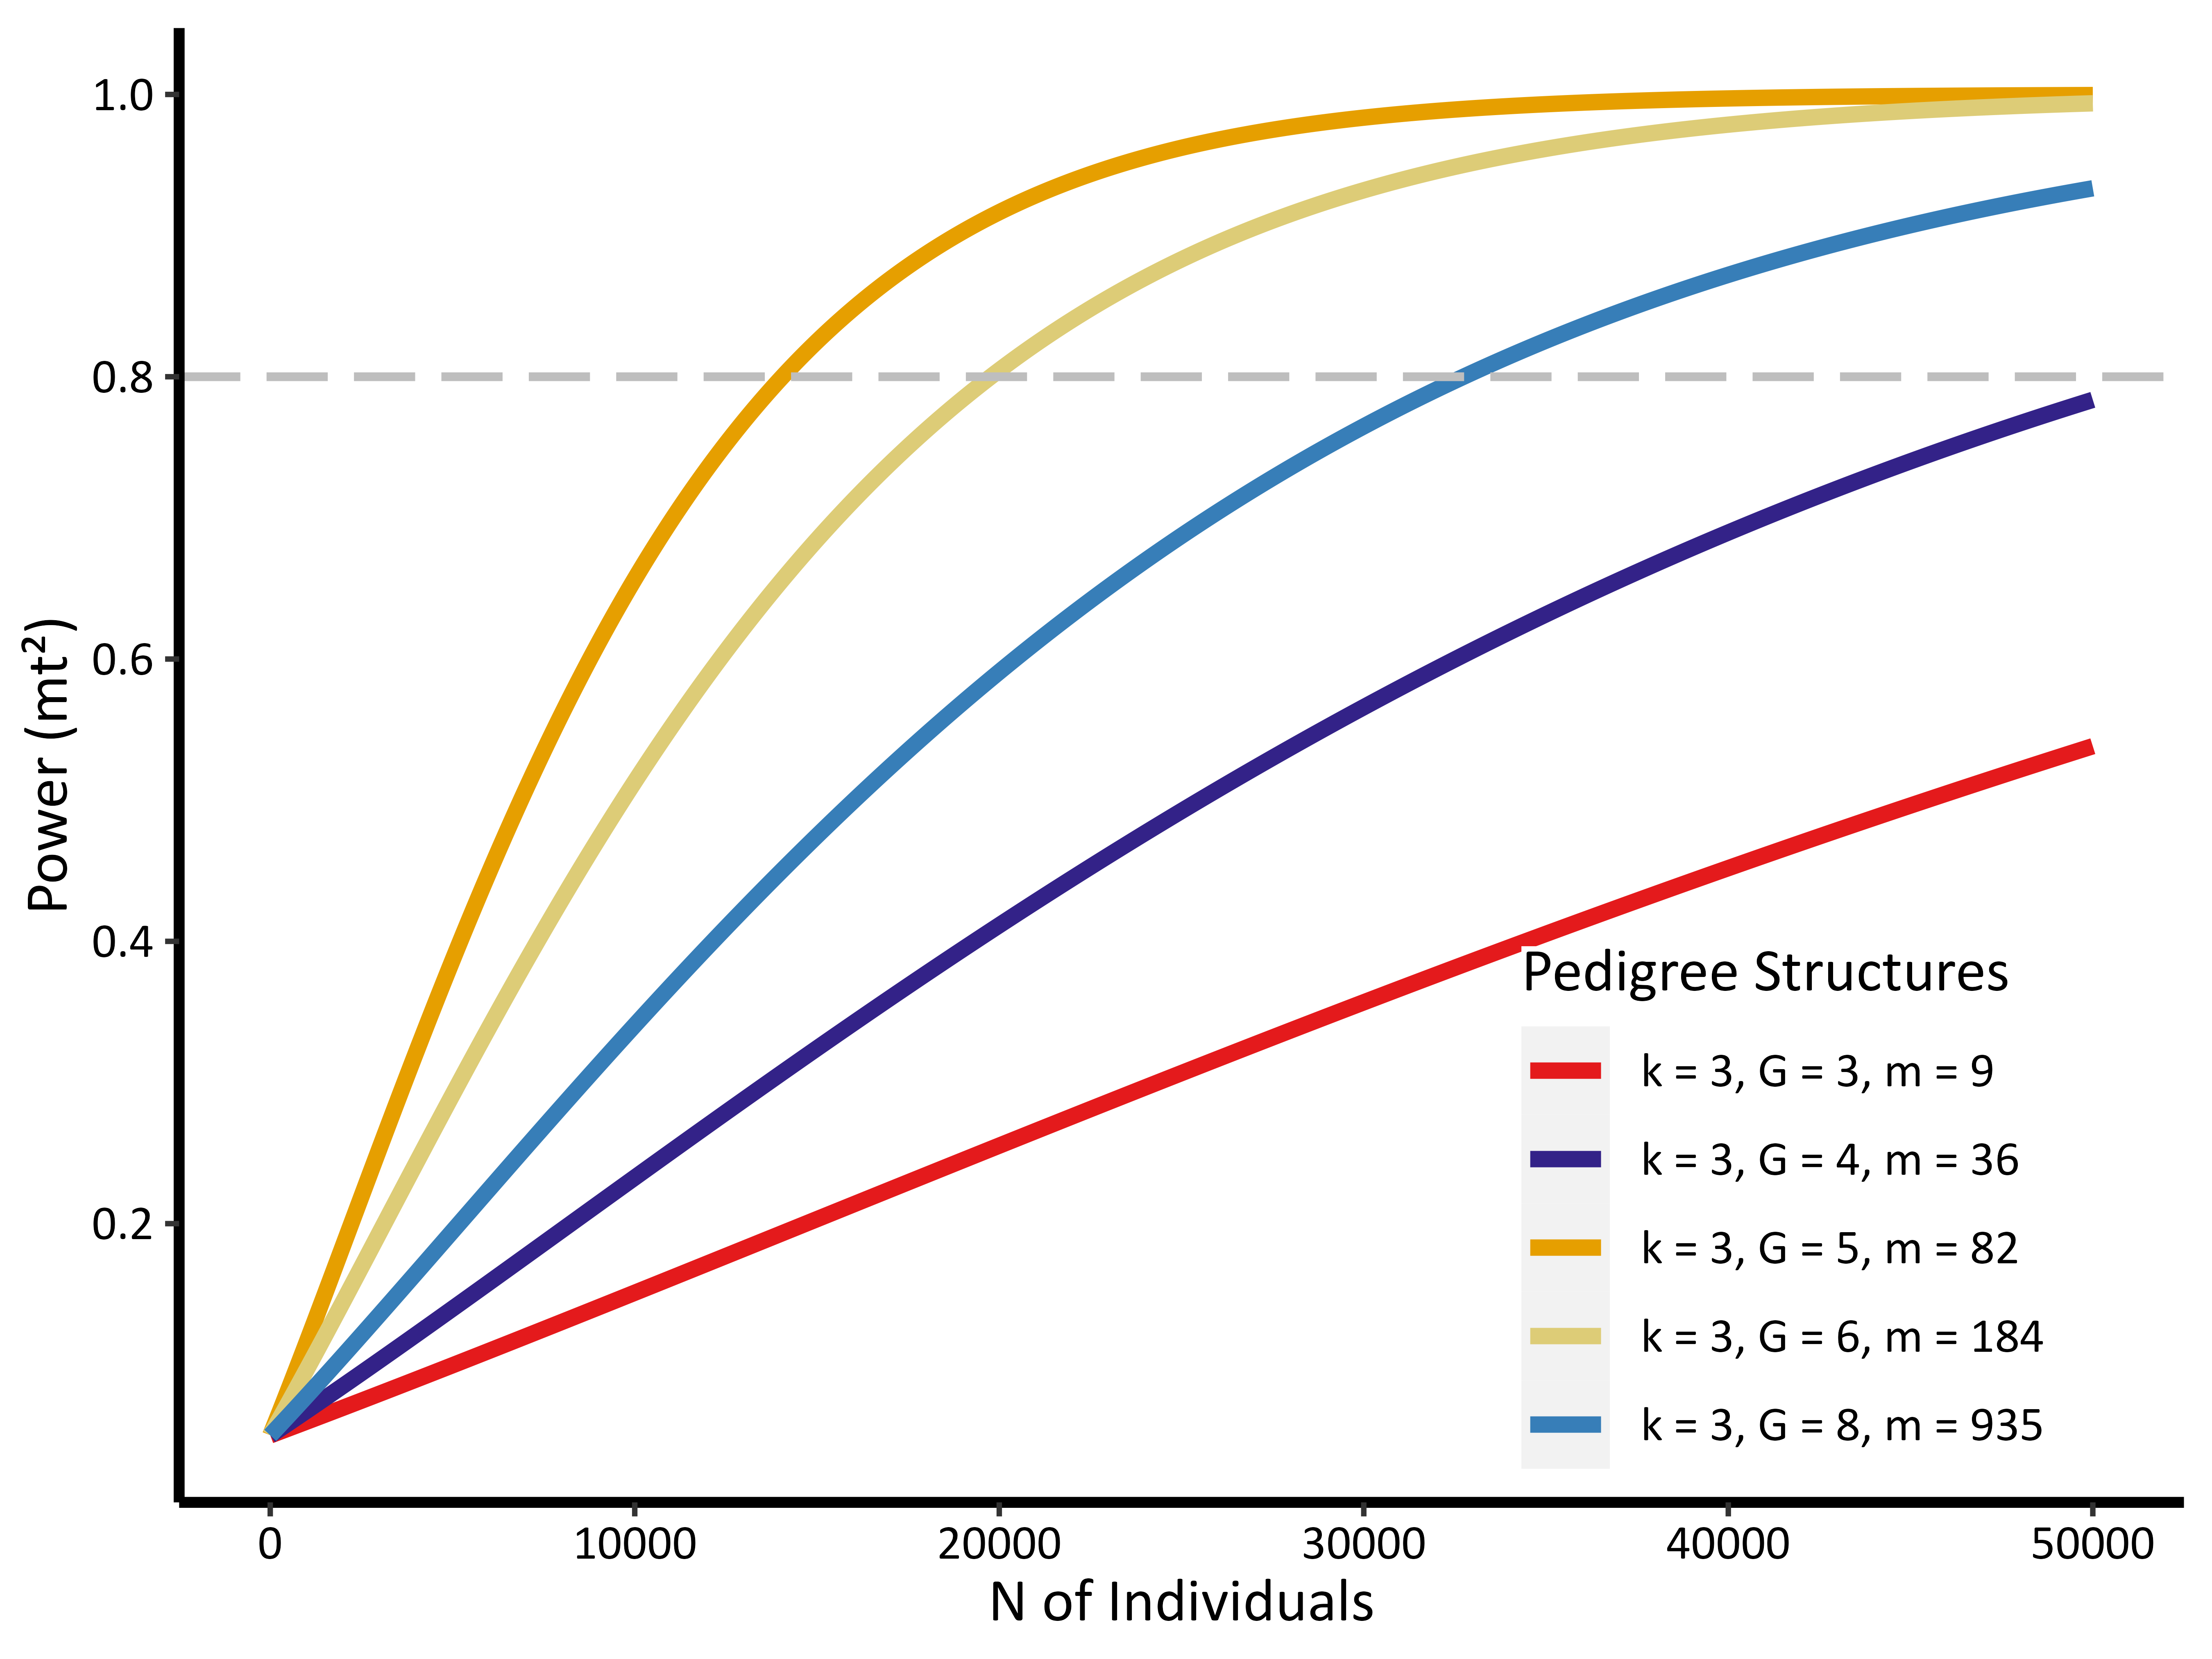 1.0
0.8
0.6
0.4
0.2
Power (mt²)
Pedigree Structures
k = 3, G = 3, m = 9
k = 3, G = 4, m = 36
k = 3, G = 5, m = 82
k = 3, G = 6, m = 184
k = 3, G = 8, m = 935
0 10000 20000 30000 40000 50000
N of Individuals